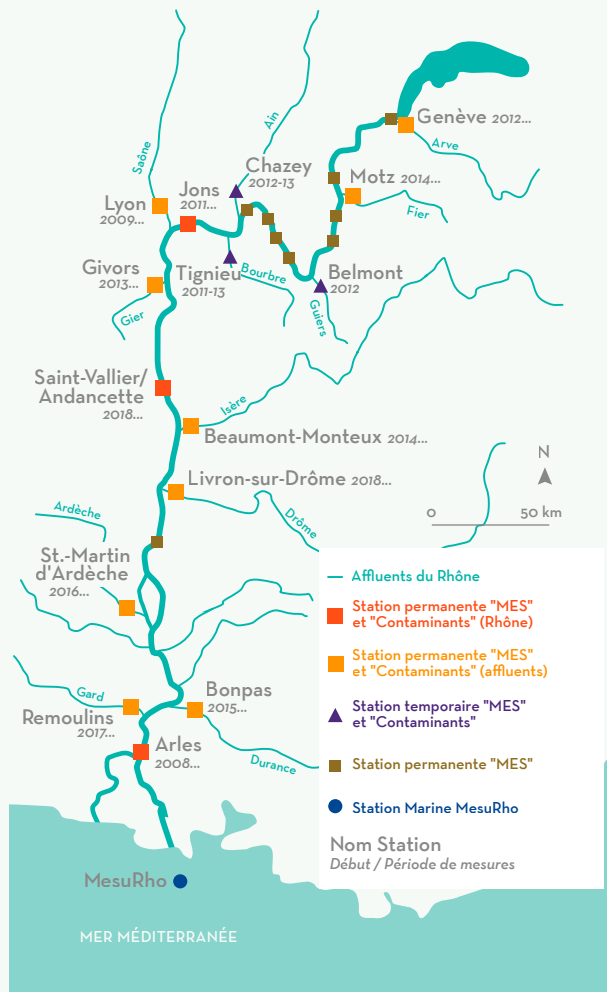 Genève 2012...
Arve
Ain
Saône
Chazey
2012-13
Motz 2014...
Fier
Jons
2011...
Lyon
2009...
Givors
2013...
Tignieu
2011-13
Bourbre
Belmont
2012
Guiers
Gier
Saint-Vallier/
Andancette
2018...
Isère
Beaumont-Monteux 2014...
N
Livron-sur-Drôme 2018...
0 50 km
Ardèche
Drôme
St.-Martin
d'Ardèche
2016...
Gard
Remoulins
2017...
Bonpas
2015...
Arles
2008...
Durance
Affluents du Rhône
Station permanente "MES"
et "Contaminants" (Rhône)
Station permanente "MES"
et "Contaminants" (affluents)
Station temporaire "MES"
et "Contaminants"
Station permanente "MES"
Station Marine MesuRho
Nom Station
Début / Période de mesures
MesuRho
MER MÉDITERRANÉE